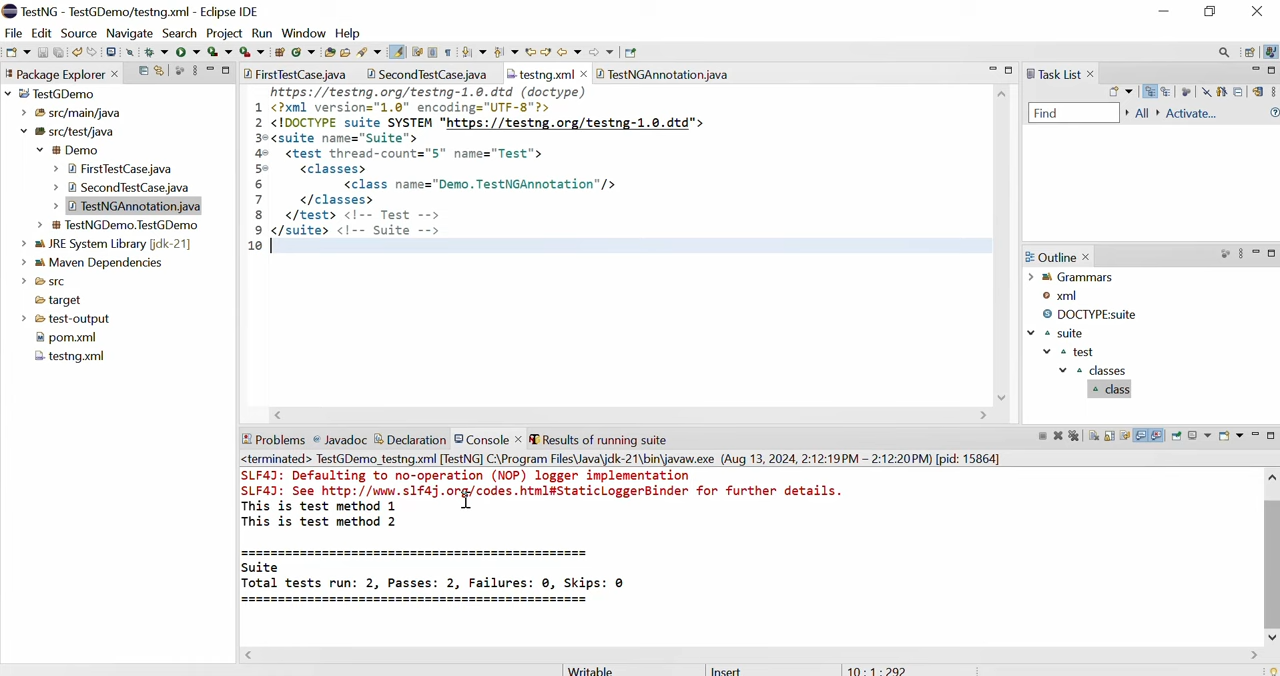 TestNG - TestGDemo/testng.xml - Eclipse IDE
File Edit Source Navigate Search Project Run Window Help
Package Explorer
TestGDemo
src/main/java
src/test/java
Demo
FirstTestCase.java
SecondTestCase.java
TestNGAnnotation.java
TestNGDemo.TestGDemo
JRE System Library [jdk-21]
Maven Dependencies
src
target
test-output
pom.xml
testng.xml
FirstTestCase.java SecondTestCase.java testng.xml TestNGAnnotation.java
https://testng.org/testng-1.0.dtd (doctype)
1 <?xml version="1.0" encoding="UTF-8"?>
2 <!DOCTYPE suite SYSTEM "https://testng.org/testng-1.0.dtd">
3 <suite name="Suite">
4 <test thread-count="5" name="Test">
5 <classes>
6 <class name="Demo.TestNGAnnotation"/>
7 </classes>
8 </test> <!-- Test -->
9 </suite> <!-- Suite -->
10
Task List
Find All Activate...
Outline
Grammars
xml
DOCTYPE:suite
suite
test
classes
class
Problems Javadoc Declaration Console Results of running suite
<terminated> TestGDemo_testng.xml [TestNG] C:\Program Files\Java\jdk-21\bin\javaw.exe (Aug 13, 2024, 2:12:19 PM – 2:12:20 PM) [pid: 15864]
SLF4J: Defaulting to no-operation (NOP) logger implementation
SLF4J: See http://www.slf4j.org/codes.html#StaticLoggerBinder for further details.
This is test method 1
This is test method 2
===============================================
Suite
Total tests run: 2, Passes: 2, Failures: 0, Skips: 0
===============================================
Writable Insert 10 : 1 : 292